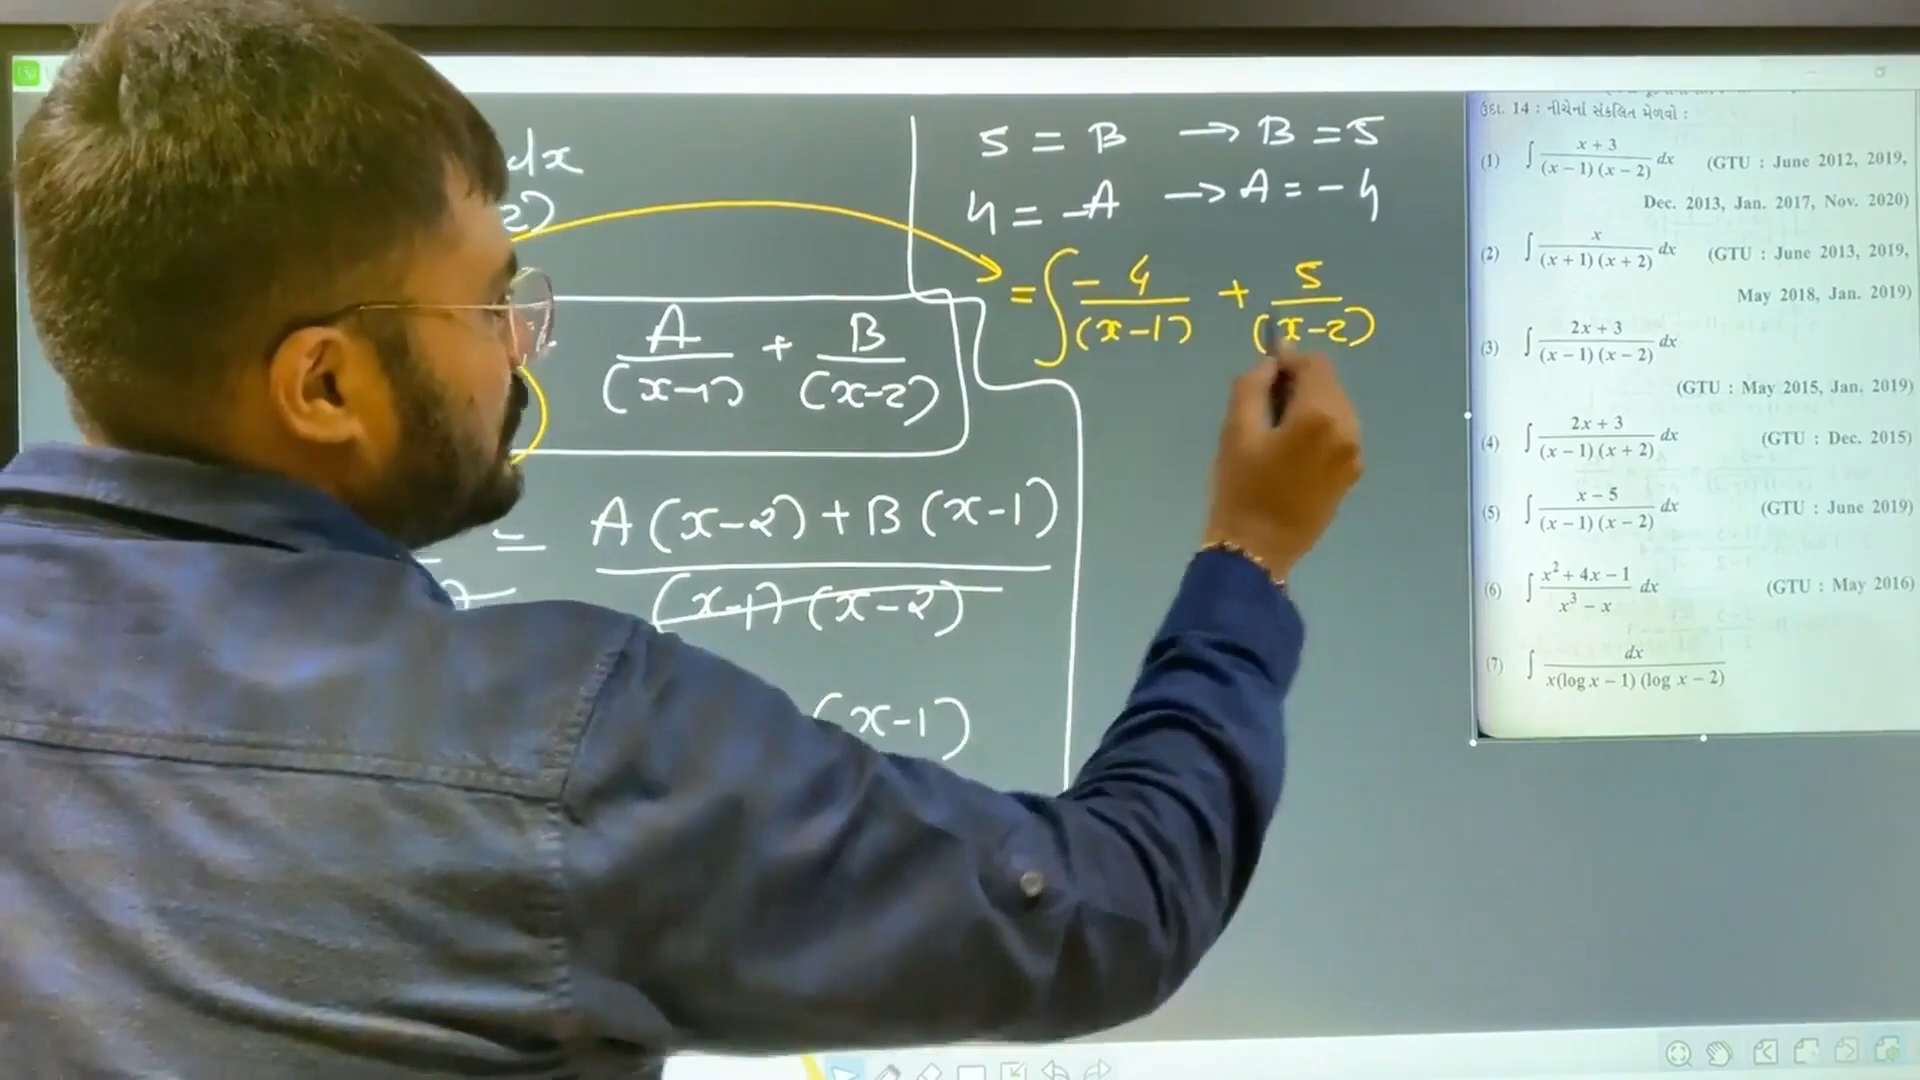 dx
2)
5 = B → B = 5
4 = -A → A = -4
= ∫ -4/(x-1) + 5/(x-2)
A/(x-1) + B/(x-2)
= A(x-2) + B(x-1)
(x-1)(x-2)
(x-1)
ઉદા. 14 : નીચેનાં સંકલિત મેળવો :
(1) ∫ x + 3/(x − 1) (x − 2) dx (GTU : June 2012, 2019,
Dec. 2013, Jan. 2017, Nov. 2020)
(2) ∫ x/(x + 1) (x + 2) dx (GTU : June 2013, 2019,
May 2018, Jan. 2019)
(3) ∫ 2x + 3/(x − 1) (x − 2) dx
(GTU : May 2015, Jan. 2019)
(4) ∫ 2x + 3/(x − 1) (x + 2) dx (GTU : Dec. 2015)
(5) ∫ x − 5/(x − 1) (x − 2) dx (GTU : June 2019)
(6) ∫ x² + 4x − 1/x³ − x dx (GTU : May 2016)
(7) ∫ dx/x(log x − 1) (log x − 2)